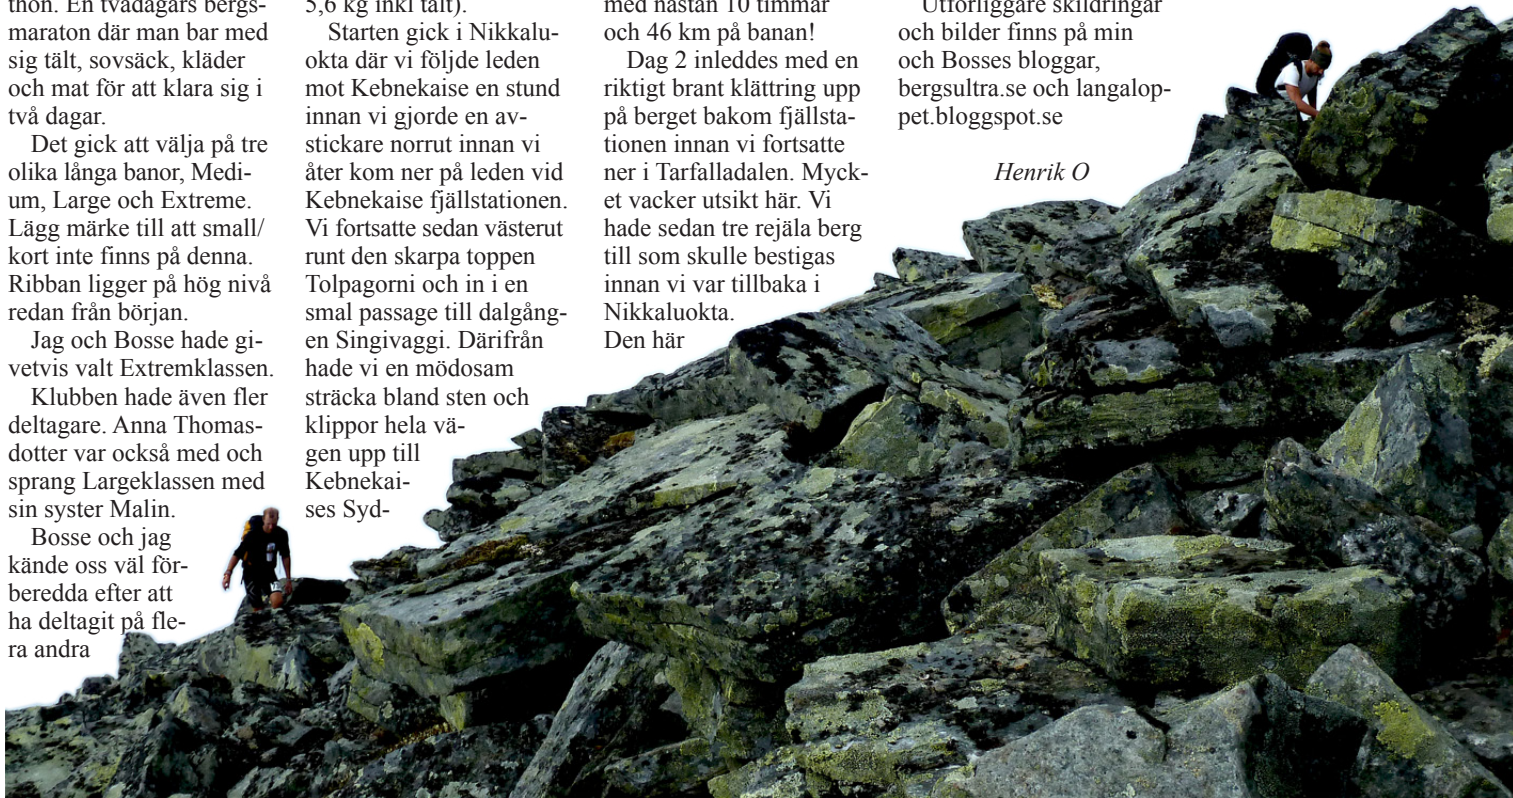 thon. En tvådagars bergs-
maraton där man bar med
sig tält, sovsäck, kläder
och mat för att klara sig i
två dagar.
Det gick att välja på tre
olika långa banor, Medi-
um, Large och Extreme.
Lägg märke till att small/
kort inte finns på denna.
Ribban ligger på hög nivå
redan från början.
Jag och Bosse hade gi-
vetvis valt Extremklassen.
Klubben hade även fler
deltagare. Anna Thomas-
dotter var också med och
sprang Largeklassen med
sin syster Malin.
Bosse och jag
kände oss väl för-
beredda efter att
ha deltagit på fle-
ra andra
5,6 kg inkl tält).
Starten gick i Nikkalu-
okta där vi följde leden
mot Kebnekaise en stund
innan vi gjorde en av-
stickare norrut innan vi
åter kom ner på leden vid
Kebnekaise fjällstationen.
Vi fortsatte sedan västerut
runt den skarpa toppen
Tolpagorni och in i en
smal passage till dalgång-
en Singivaggi. Därifrån
hade vi en mödosam
sträcka bland sten och
klippor hela vä-
gen upp till
Kebnekai-
ses Syd-
med nästan 10 timmar
och 46 km på banan!
Dag 2 inleddes med en
riktigt brant klättring upp
på berget bakom fjällsta-
tionen innan vi fortsatte
ner i Tarfalladalen. Myck-
et vacker utsikt här. Vi
hade sedan tre rejäla berg
till som skulle bestigas
innan vi var tillbaka i
Nikkaluokta.
Den här
Utförliggare skildringar
och bilder finns på min
och Bosses bloggar,
bergsultra.se och langalop-
pet.bloggspot.se
Henrik O